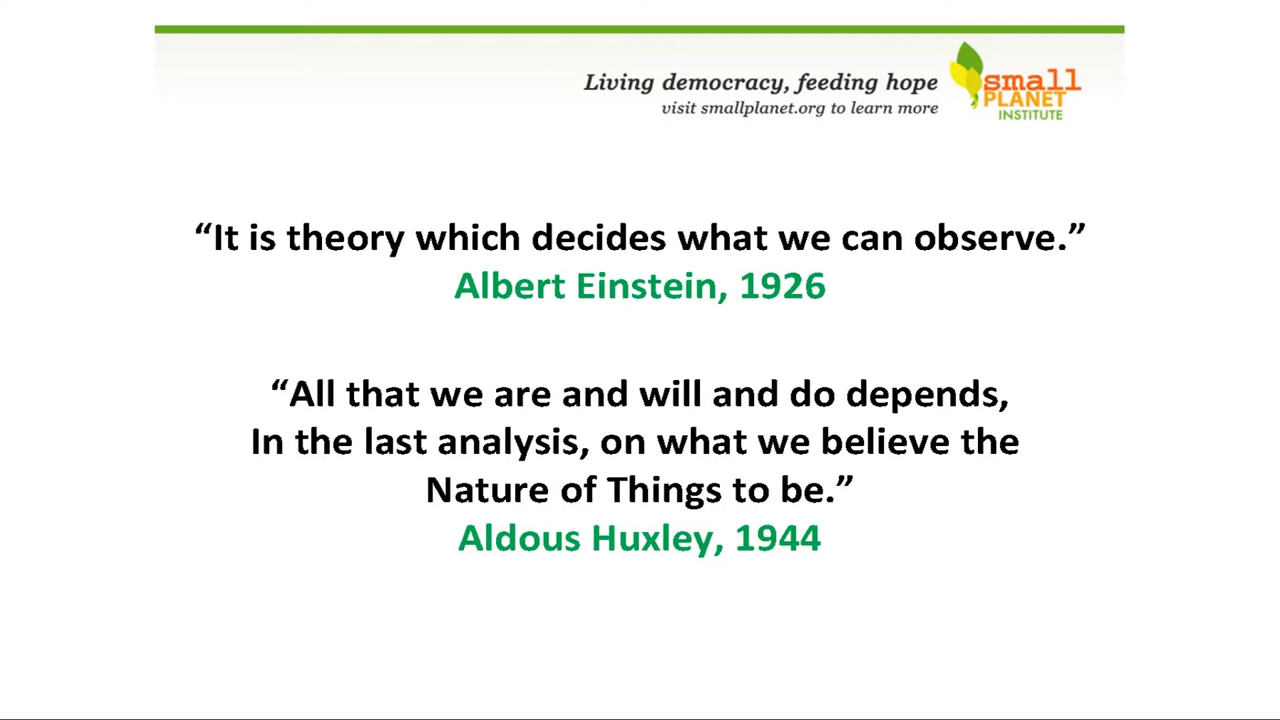 Living democracy, feeding hope
visit smallplanet.org to learn more
small
PLANET
INSTITUTE
“It is theory which decides what we can observe.”
Albert Einstein, 1926
“All that we are and will and do depends,
In the last analysis, on what we believe the
Nature of Things to be.”
Aldous Huxley, 1944